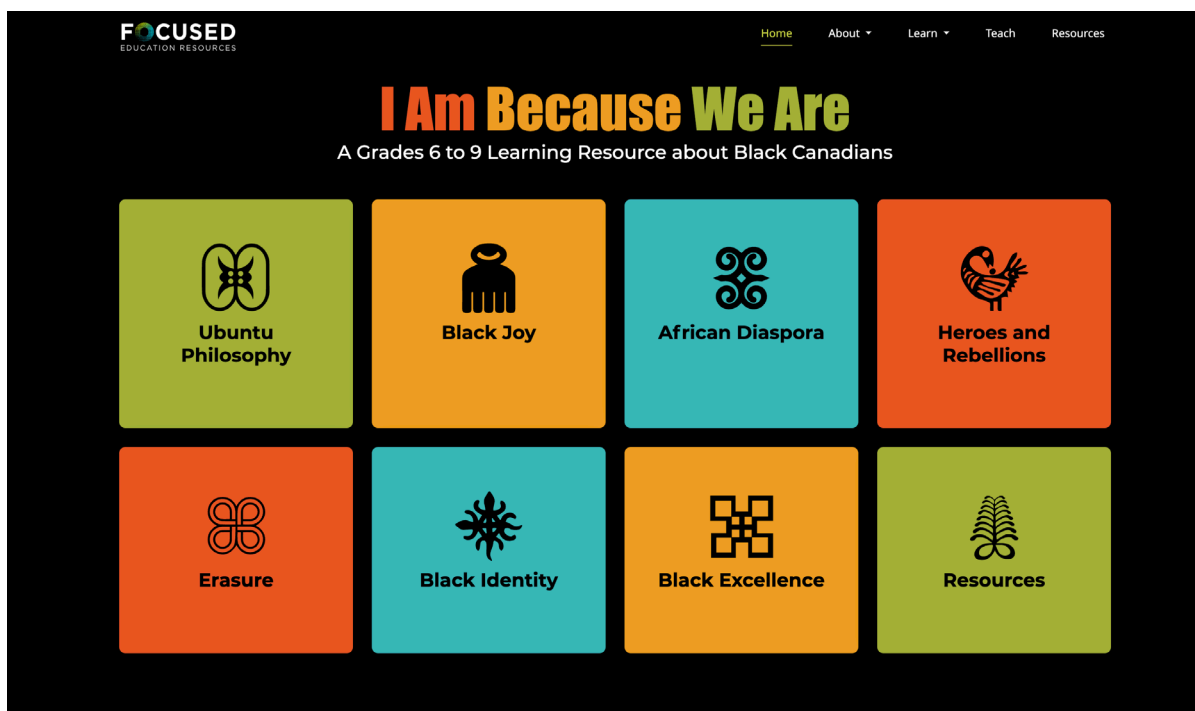 FOCUSED
EDUCATION RESOURCES
Home
About
Learn
Teach
Resources
I Am Because We Are
A Grades 6 to 9 Learning Resource about Black Canadians
Ubuntu
Philosophy
Black Joy
African Diaspora
Heroes and
Rebellions
Erasure
Black Identity
Black Excellence
Resources